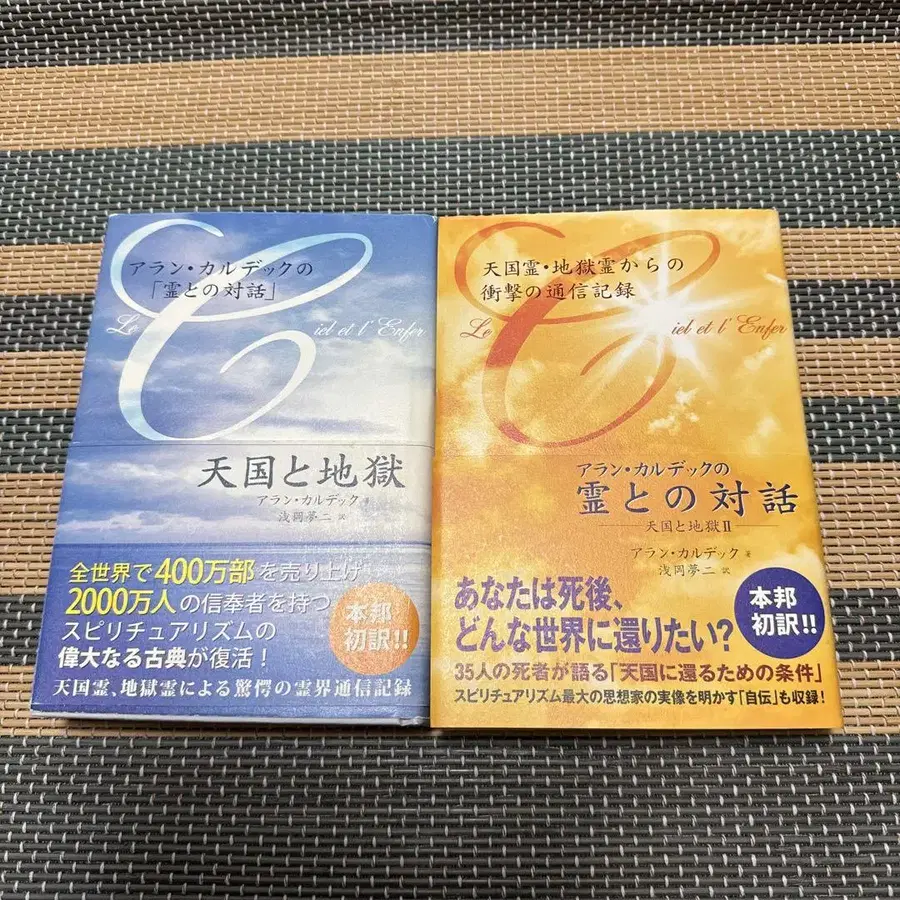 アラン・カルデックの
「霊との対話」
Le Ciel et l'Enfer
天国と地獄
アラン・カルデック 著
浅岡夢二 訳
全世界で400万部を売り上げ
2000万人の信奉者を持つ
スピリチュアリズムの
偉大なる古典が復活！
本邦
初訳!!
天国霊、地獄霊による驚愕の霊界通信記録
天国霊・地獄霊からの
衝撃の通信記録
Le Ciel et l'Enfer
アラン・カルデックの
霊との対話
天国と地獄Ⅱ
アラン・カルデック 著
浅岡夢二 訳
あなたは死後、
どんな世界に還りたい？
本邦
初訳!!
35人の死者が語る「天国に還るための条件」
スピリチュアリズム最大の思想家の実像を明かす「自伝」も収録！